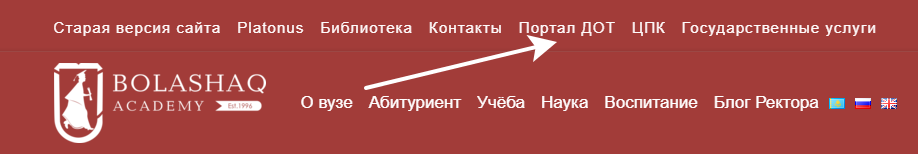 Старая версия сайта Platonus Библиотека Контакты Портал ДОТ ЦПК Государственные услуги
BOLASHAQ
ACADEMY Est.1996
О вузе Абитуриент Учёба Наука Воспитание Блог Ректора